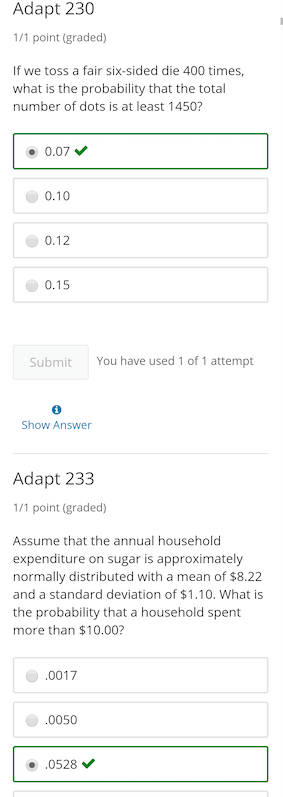 Adapt 230
1/1 point (graded)
If we toss a fair six-sided die 400 times,
what is the probability that the total
number of dots is at least 1450?
0.07
0.10
0.12
0.15
Submit You have used 1 of 1 attempt
Show Answer
Adapt 233
1/1 point (graded)
Assume that the annual household
expenditure on sugar is approximately
normally distributed with a mean of $8.22
and a standard deviation of $1.10. What is
the probability that a household spent
more than $10.00?
.0017
.0050
.0528